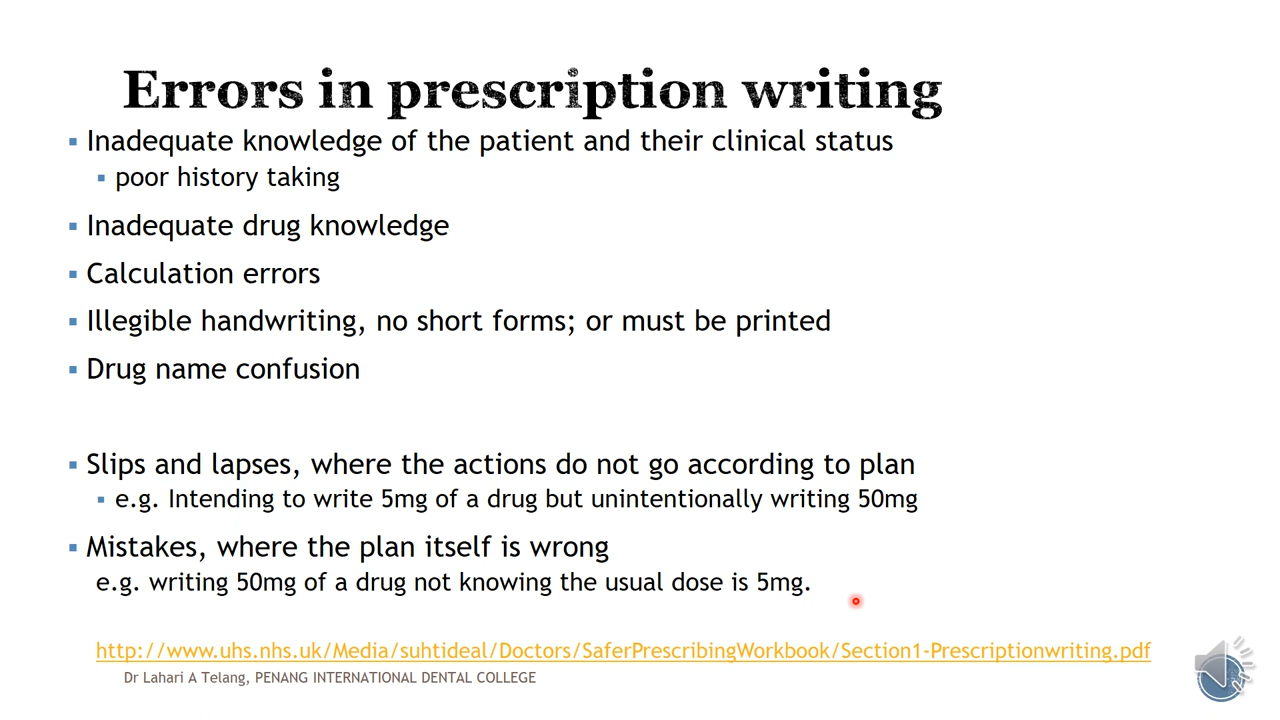 Errors in prescription writing
Inadequate knowledge of the patient and their clinical status
poor history taking
Inadequate drug knowledge
Calculation errors
Illegible handwriting, no short forms; or must be printed
Drug name confusion
Slips and lapses, where the actions do not go according to plan
e.g. Intending to write 5mg of a drug but unintentionally writing 50mg
Mistakes, where the plan itself is wrong
e.g. writing 50mg of a drug not knowing the usual dose is 5mg.
http://www.uhs.nhs.uk/Media/suhtideal/Doctors/SaferPrescribingWorkbook/Section1-Prescriptionwriting.pdf
Dr Lahari A Telang, PENANG INTERNATIONAL DENTAL COLLEGE